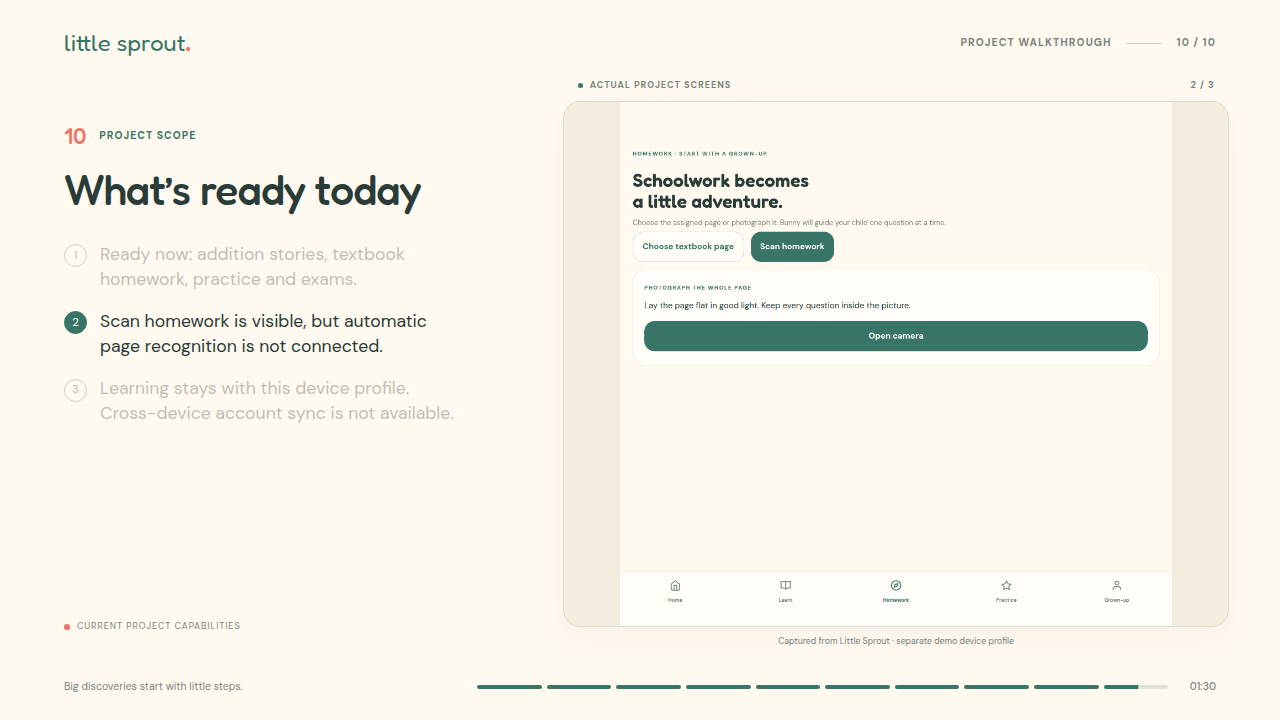 little sprout.
PROJECT WALKTHROUGH
10 / 10
ACTUAL PROJECT SCREENS
2 / 3
10 PROJECT SCOPE
What's ready today
1 Ready now: addition stories, textbook
homework, practice and exams.
2 Scan homework is visible, but automatic
page recognition is not connected.
3 Learning stays with this device profile.
Cross-device account sync is not available.
CURRENT PROJECT CAPABILITIES
HOMEWORK · START WITH A GROWN-UP
Schoolwork becomes
a little adventure.
Choose the assigned page or photograph it. Bunny will guide your child one question at a time.
Choose textbook page
Scan homework
PHOTOGRAPH THE WHOLE PAGE
Lay the page flat in good light. Keep every question inside the picture.
Open camera
Home
Learn
Homework
Practice
Grown-up
Captured from Little Sprout · separate demo device profile
Big discoveries start with little steps.
01:30